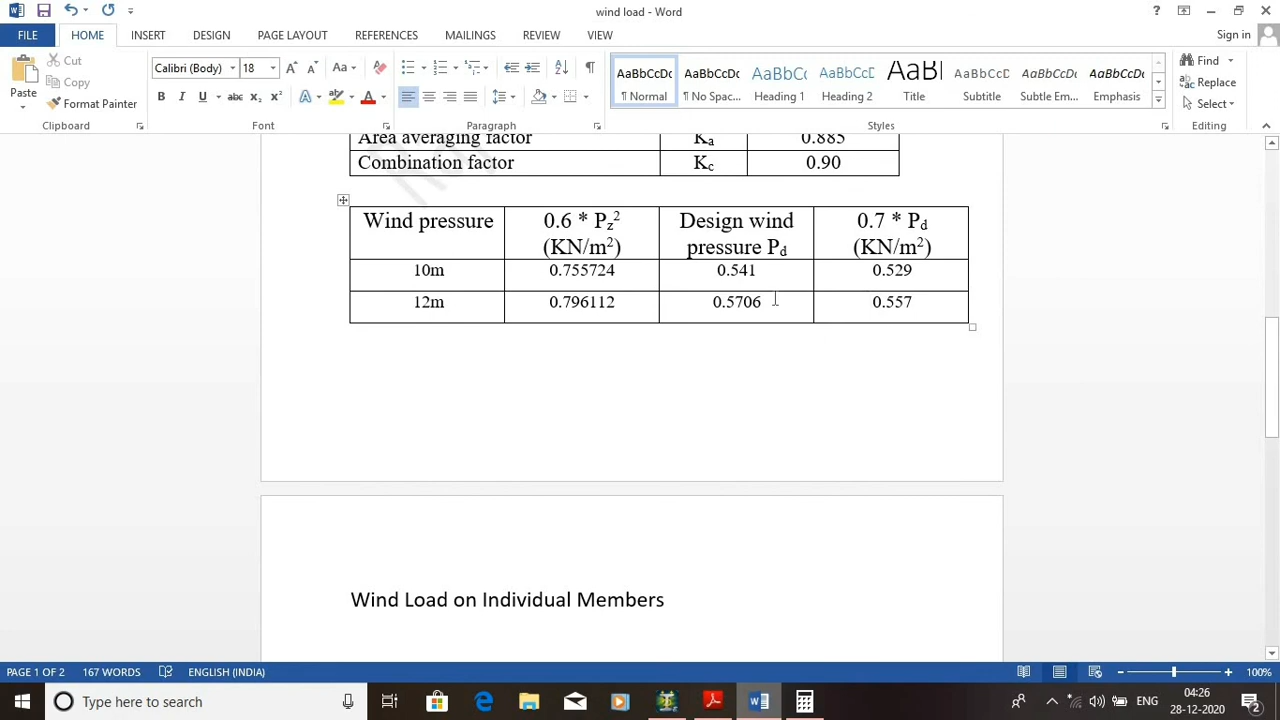 wind load - Word
Sign in
FILE HOME INSERT DESIGN PAGE LAYOUT REFERENCES MAILINGS REVIEW VIEW
Cut
Copy
Format Painter
Paste
Clipboard
Calibri (Body) 18
Font
Paragraph
AaBbCcDc AaBbCcDc AaBbCc AaBbCcD AaBl AaBbCcD AaBbCcDc AaBbCcDc
¶ Normal ¶ No Spac... Heading 1 Heading 2 Title Subtitle Subtle Em... Emphasis
Styles
Find
Replace
Select
Editing
Area averaging factor Ka 0.885
Combination factor Kc 0.90
Wind pressure 0.6 * Pz2 (KN/m2) Design wind pressure Pd 0.7 * Pd (KN/m2)
10m 0.755724 0.541 0.529
12m 0.796112 0.5706 0.557
Wind Load on Individual Members
PAGE 1 OF 2 167 WORDS ENGLISH (INDIA) 100%
Type here to search
ENG
04:26
28-12-2020
2